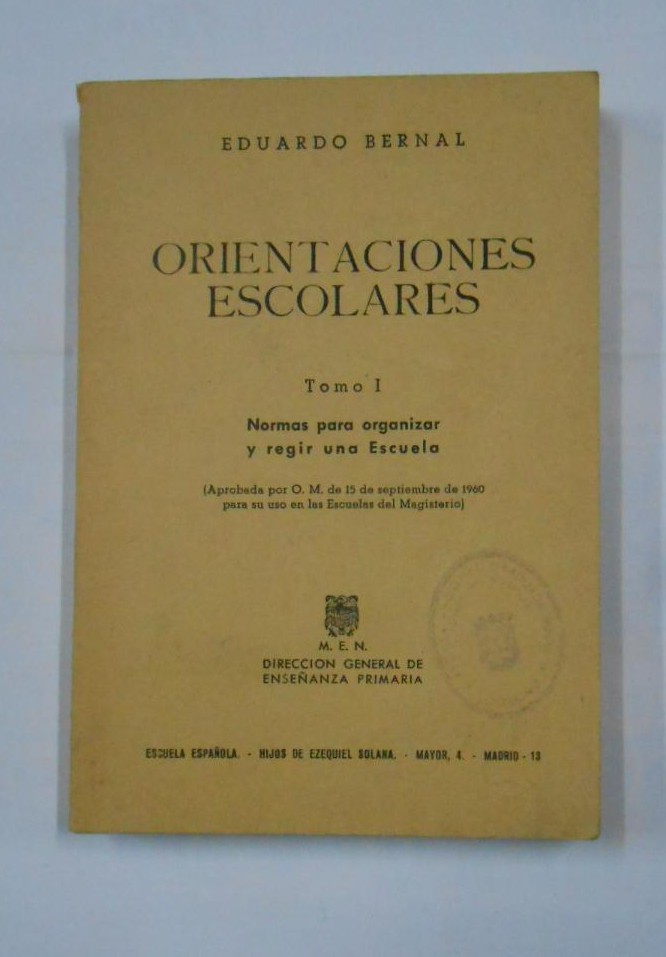 EDUARDO BERNAL
ORIENTACIONES
ESCOLARES
Tomo I
Normas para organizar
y regir una Escuela
(Aprobada por O. M. de 15 de septiembre de 1960
para su uso en las Escuelas del Magisterio)
M. E. N.
DIRECCION GENERAL DE
ENSEÑANZA PRIMARIA
ESCUELA ESPAÑOLA. - HIJOS DE EZEQUIEL SOLANA. - MAYOR, 4. - MADRID - 13